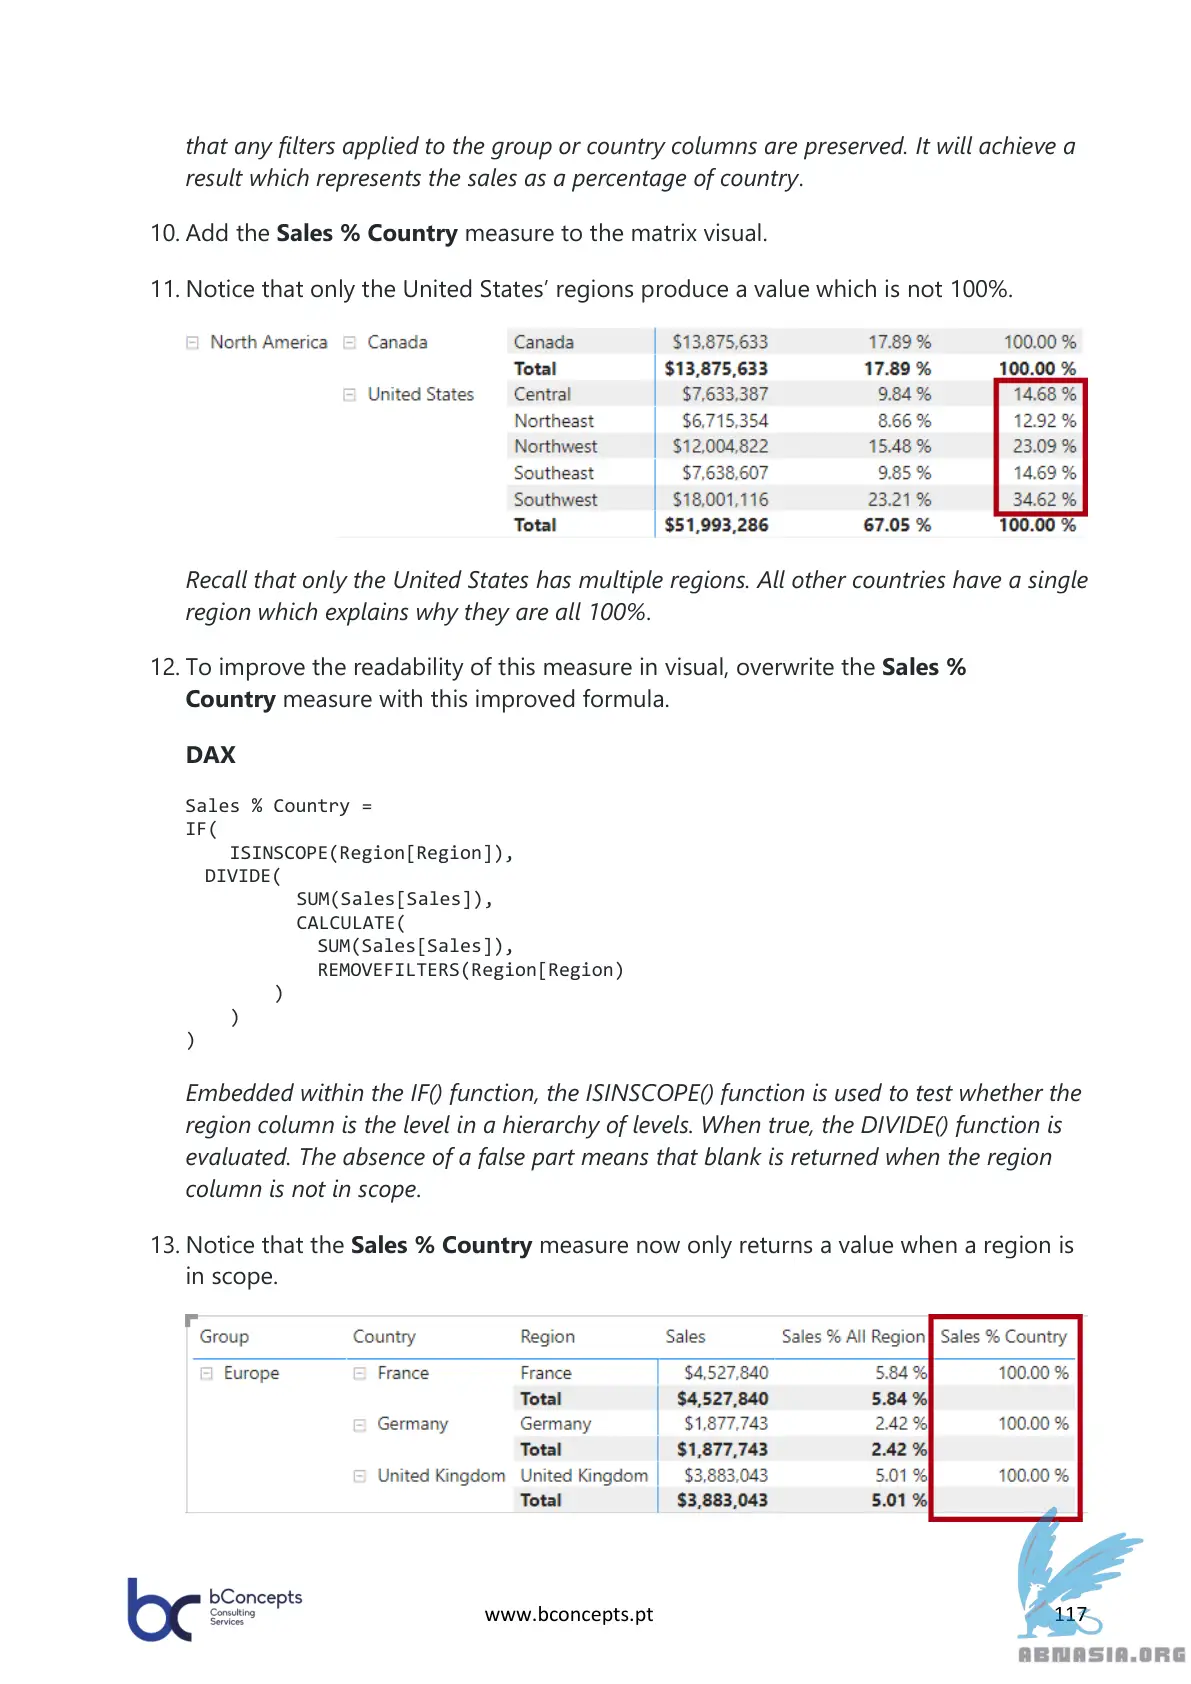 that any filters applied to the group or country columns are preserved. It will achieve a
result which represents the sales as a percentage of country.
10. Add the Sales % Country measure to the matrix visual.
11. Notice that only the United States’ regions produce a value which is not 100%.
North America Canada Canada $13,875,633 17.89 % 100.00 %
Total $13,875,633 17.89 % 100.00 %
United States Central $7,633,387 9.84 % 14.68 %
Northeast $6,715,354 8.66 % 12.92 %
Northwest $12,004,822 15.48 % 23.09 %
Southeast $7,638,607 9.85 % 14.69 %
Southwest $18,001,116 23.21 % 34.62 %
Total $51,993,286 67.05 % 100.00 %
Recall that only the United States has multiple regions. All other countries have a single
region which explains why they are all 100%.
12. To improve the readability of this measure in visual, overwrite the Sales %
Country measure with this improved formula.
DAX
Sales % Country =
IF(
ISINSCOPE(Region[Region]),
DIVIDE(
SUM(Sales[Sales]),
CALCULATE(
SUM(Sales[Sales]),
REMOVEFILTERS(Region[Region)
)
)
)
Embedded within the IF() function, the ISINSCOPE() function is used to test whether the
region column is the level in a hierarchy of levels. When true, the DIVIDE() function is
evaluated. The absence of a false part means that blank is returned when the region
column is not in scope.
13. Notice that the Sales % Country measure now only returns a value when a region is
in scope.
Group Country Region Sales Sales % All Region Sales % Country
Europe France France $4,527,840 5.84 % 100.00 %
Total $4,527,840 5.84 %
Germany Germany $1,877,743 2.42 % 100.00 %
Total $1,877,743 2.42 %
United Kingdom United Kingdom $3,883,043 5.01 % 100.00 %
Total $3,883,043 5.01 %
bc bConcepts
Consulting
Services
www.bconcepts.pt
117
ABNASIA.ORG